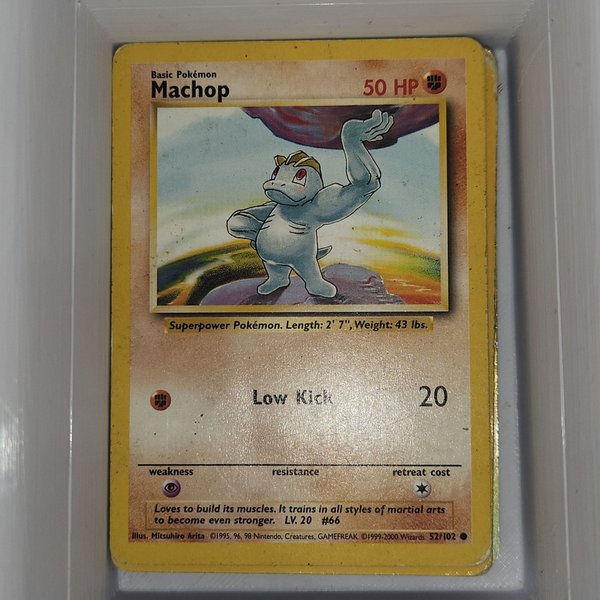 Basic Pokémon
Machop
50 HP
Superpower Pokémon. Length: 2' 7", Weight: 43 lbs.
Low Kick 20
weakness resistance retreat cost
Loves to build its muscles. It trains in all styles of martial arts
to become even stronger. LV. 20 #66
Illus. Mitsuhiro Arita ©1995, 96, 98 Nintendo, Creatures, GAMEFREAK ©1999-2000 Wizards. 52/102